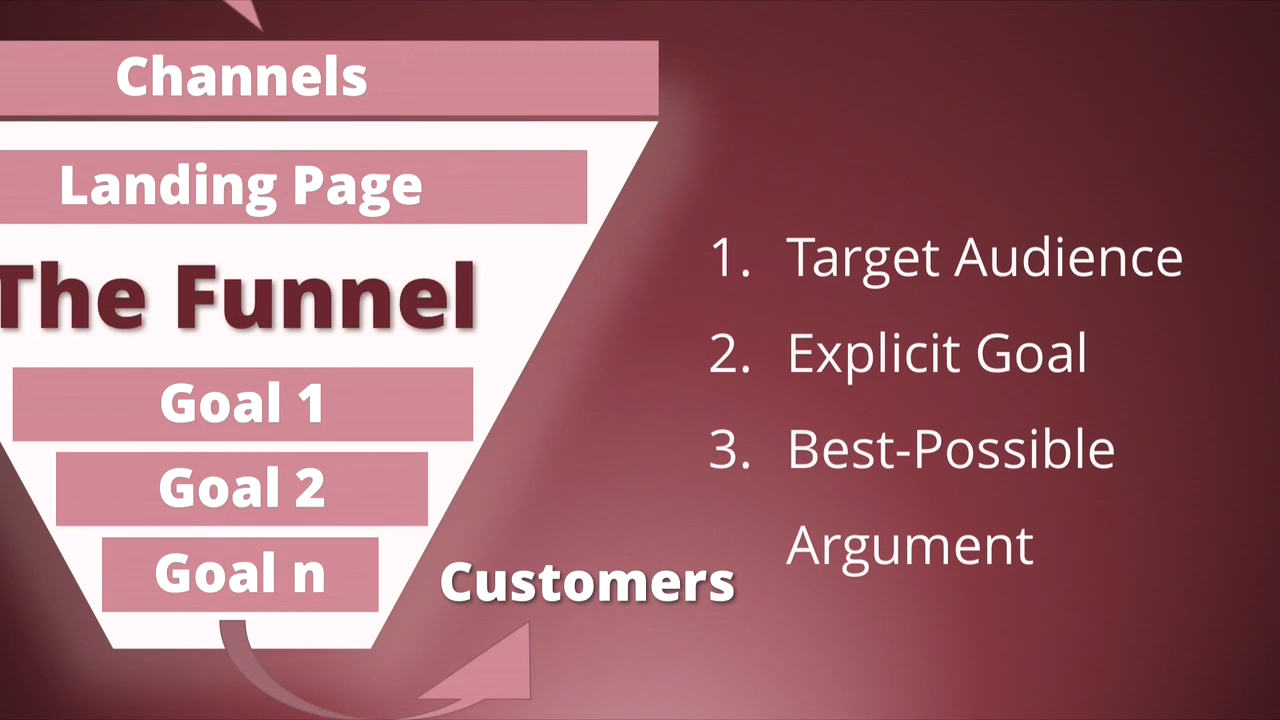 Channels
Landing Page
The Funnel
Goal 1
Goal 2
Goal n
Customers
1. Target Audience
2. Explicit Goal
3. Best-Possible
Argument